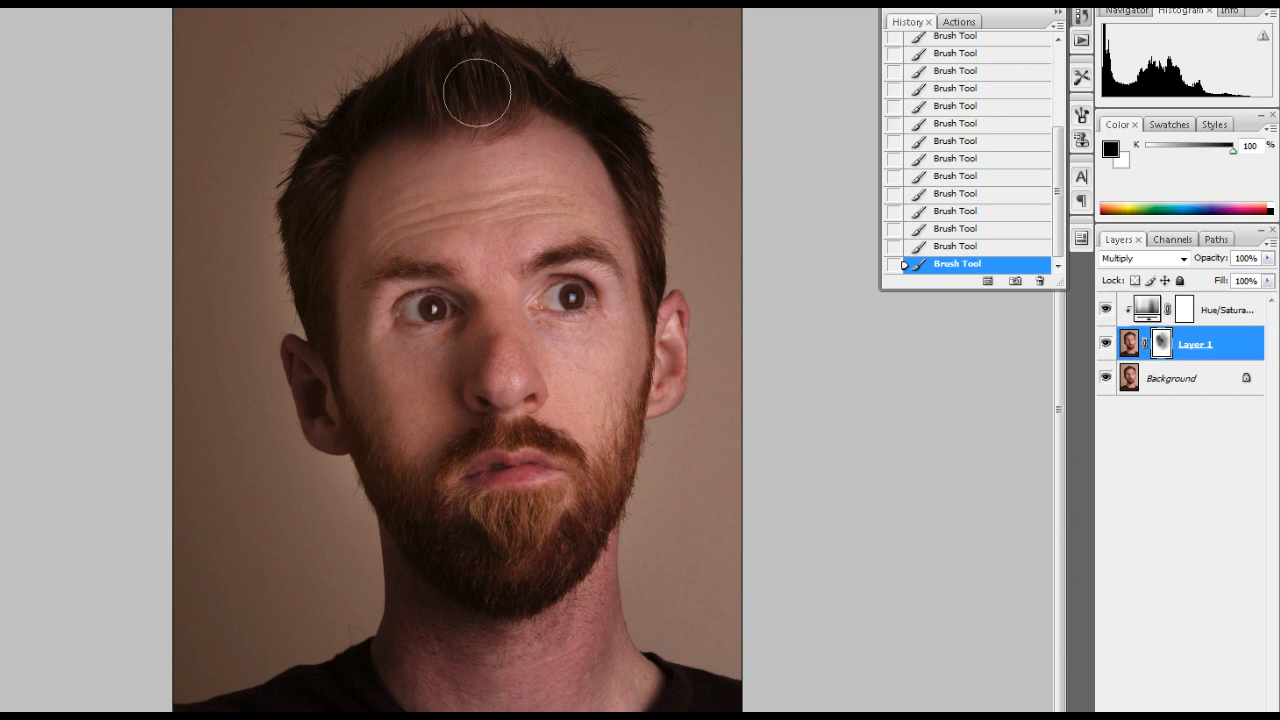 History Actions
Brush Tool
Brush Tool
Brush Tool
Brush Tool
Brush Tool
Brush Tool
Brush Tool
Brush Tool
Brush Tool
Brush Tool
Brush Tool
Brush Tool
Brush Tool
Brush Tool
Navigator Histogram Info
Color Swatches Styles
K 100 %
Layers Channels Paths
Multiply Opacity: 100%
Lock: Fill: 100%
Hue/Satura...
Layer 1
Background